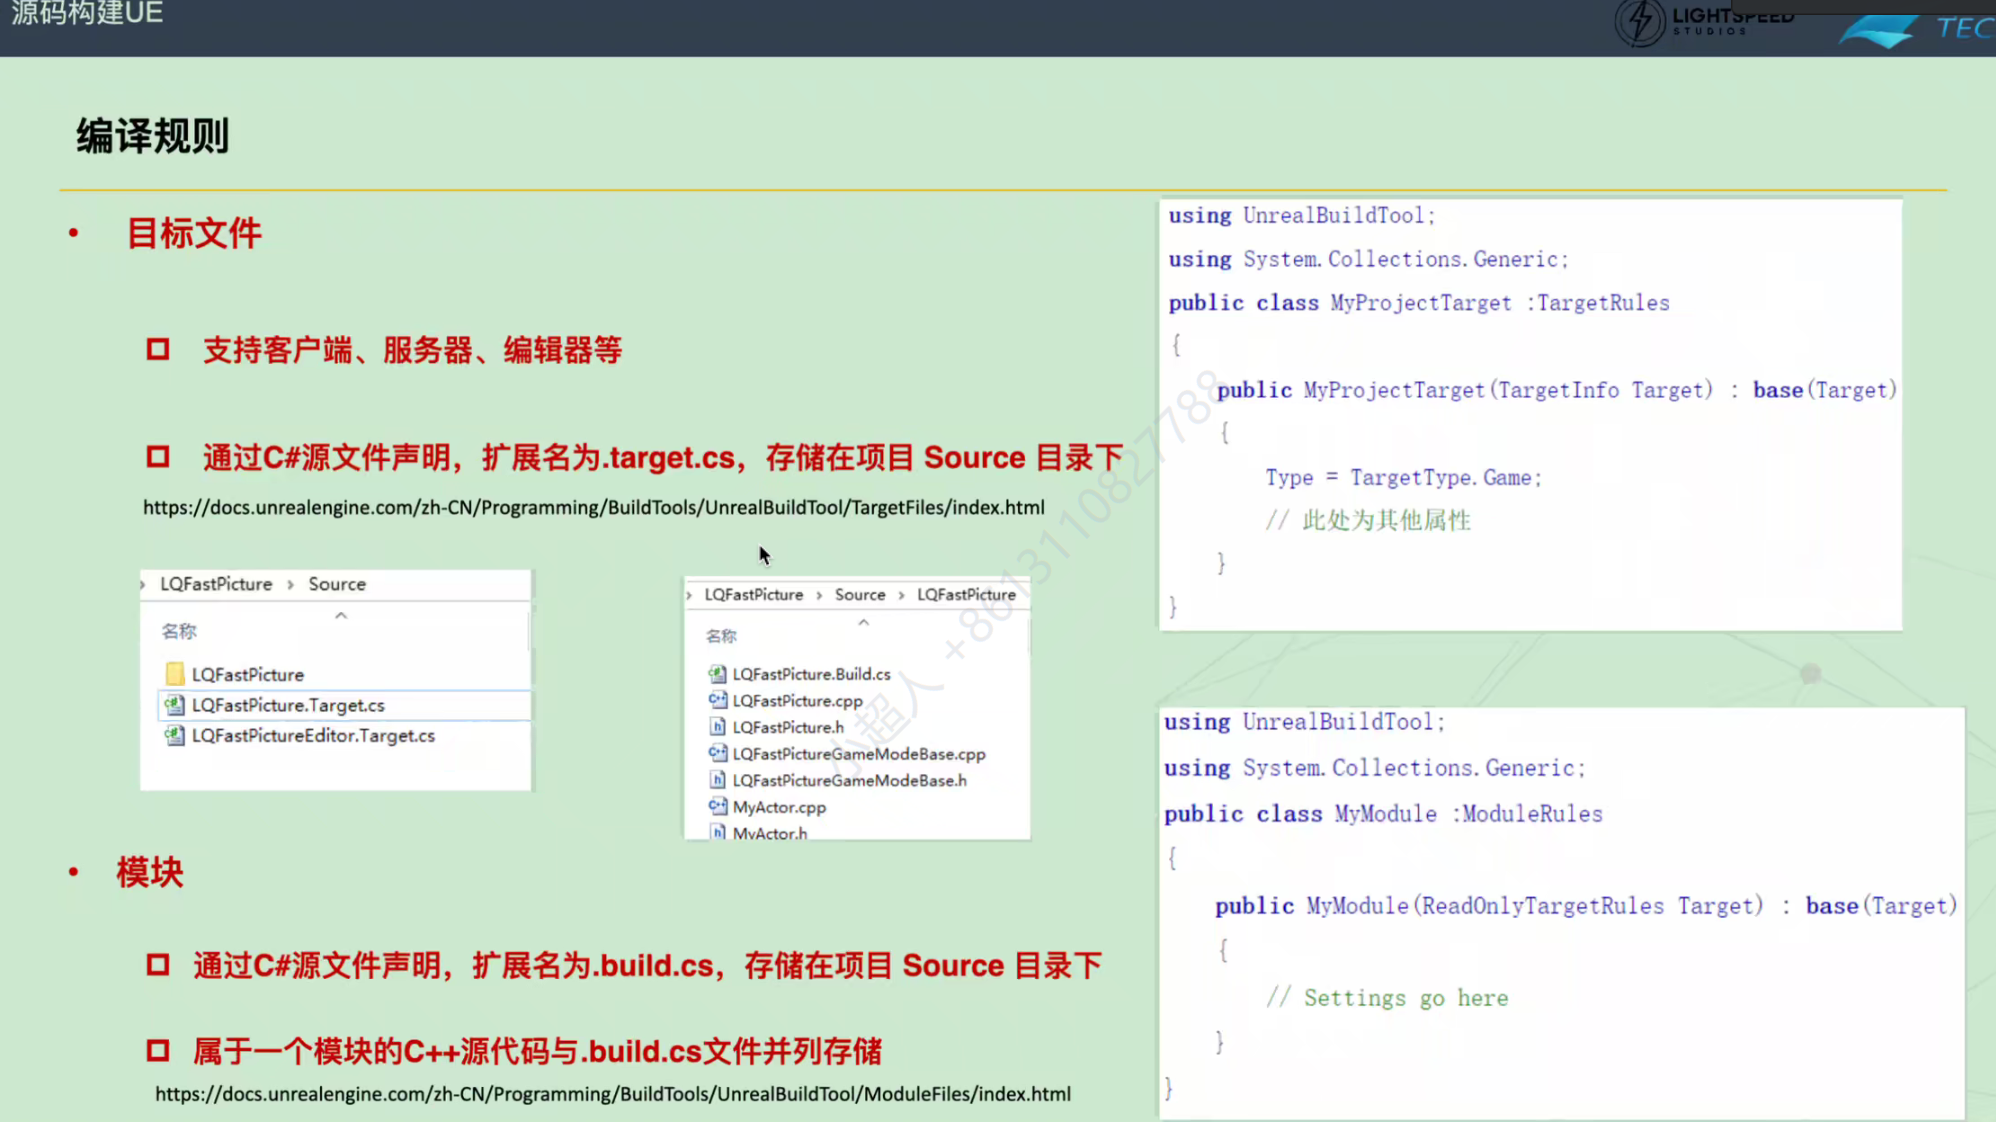 源码构建UE
LIGHTSPEED
STUDIOS
TEC
编译规则
• 目标文件
支持客户端、服务器、编辑器等
通过C#源文件声明，扩展名为.target.cs，存储在项目 Source 目录下
https://docs.unrealengine.com/zh-CN/Programming/BuildTools/UnrealBuildTool/TargetFiles/index.html
LQFastPicture › Source
名称
LQFastPicture
LQFastPicture.Target.cs
LQFastPictureEditor.Target.cs
LQFastPicture › Source › LQFastPicture
名称
LQFastPicture.Build.cs
LQFastPicture.cpp
LQFastPicture.h
LQFastPictureGameModeBase.cpp
LQFastPictureGameModeBase.h
MyActor.cpp
MyActor.h
• 模块
通过C#源文件声明，扩展名为.build.cs，存储在项目 Source 目录下
属于一个模块的C++源代码与.build.cs文件并列存储
https://docs.unrealengine.com/zh-CN/Programming/BuildTools/UnrealBuildTool/ModuleFiles/index.html
using UnrealBuildTool;
using System.Collections.Generic;
public class MyProjectTarget :TargetRules
{
public MyProjectTarget(TargetInfo Target) : base(Target)
{
Type = TargetType.Game;
// 此处为其他属性
}
}
using UnrealBuildTool;
using System.Collections.Generic;
public class MyModule :ModuleRules
{
public MyModule(ReadOnlyTargetRules Target) : base(Target)
{
// Settings go here
}
}
小超人 +8613110827788